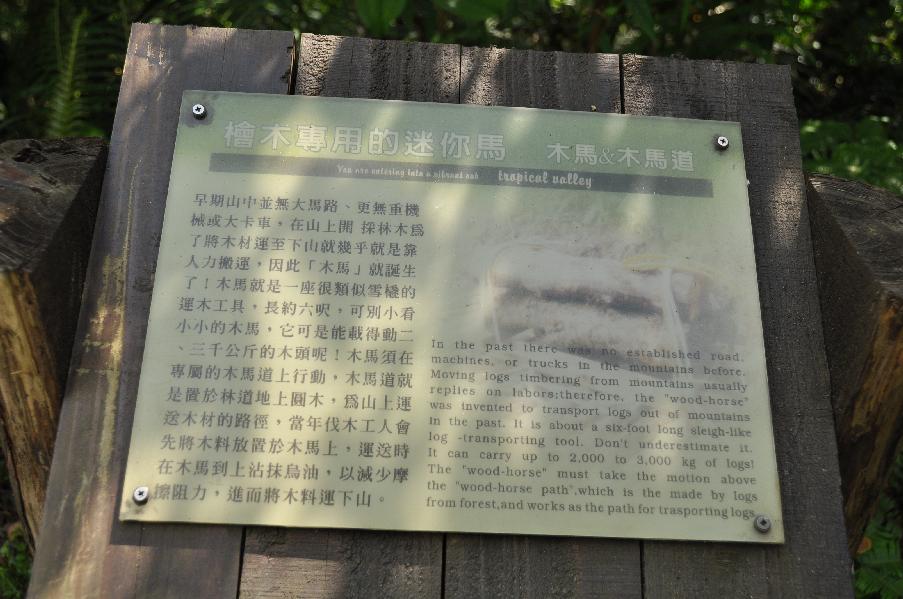 檜木專用的迷你馬 木馬&木馬道
You are entering into a vibrant and tropical valley
早期山中並無大馬路、更無重機
械或大卡車,在山上開 採林木爲
了將木材運至下山就幾乎就是靠
人力搬運,因此「木馬」就誕生
了!木馬就是一座很類似雪橇的
運木工具,長約六呎,可別小看
小小的木馬,它可是能載得動二
、三千公斤的木頭呢!木馬須在
專屬的木馬道上行動,木馬道就
是置於林道地上圓木,爲山上運
送木材的路徑,當年伐木工人會
先將木料放置於木馬上,運送時
在木馬到上沾抹烏油,以減少摩
擦阻力,進而將木料運下山。
In the past there was no established road,
machines, or trucks in the mountains before.
Moving logs timbering from mountains usually
replies on labors;therefore, the "wood-horse"
was invented to transport logs out of mountains
in the past. It is about a six-foot long sleigh-like
log -transporting tool. Don't underestimate it.
It can carry up to 2,000 to 3,000 kg of logs!
The "wood-horse" must take the motion above
the "wood-horse path",which is the made by logs
from forest,and works as the path for trasporting logs.